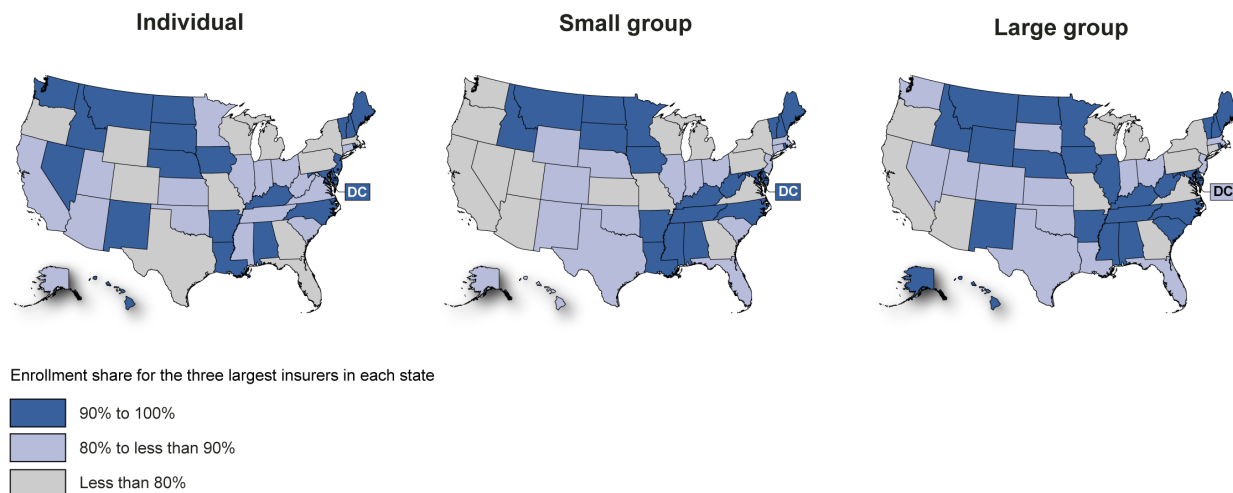 Individual
Small group
Large group
DC
DC
DC
Enrollment share for the three largest insurers in each state
90% to 100%
80% to less than 90%
Less than 80%